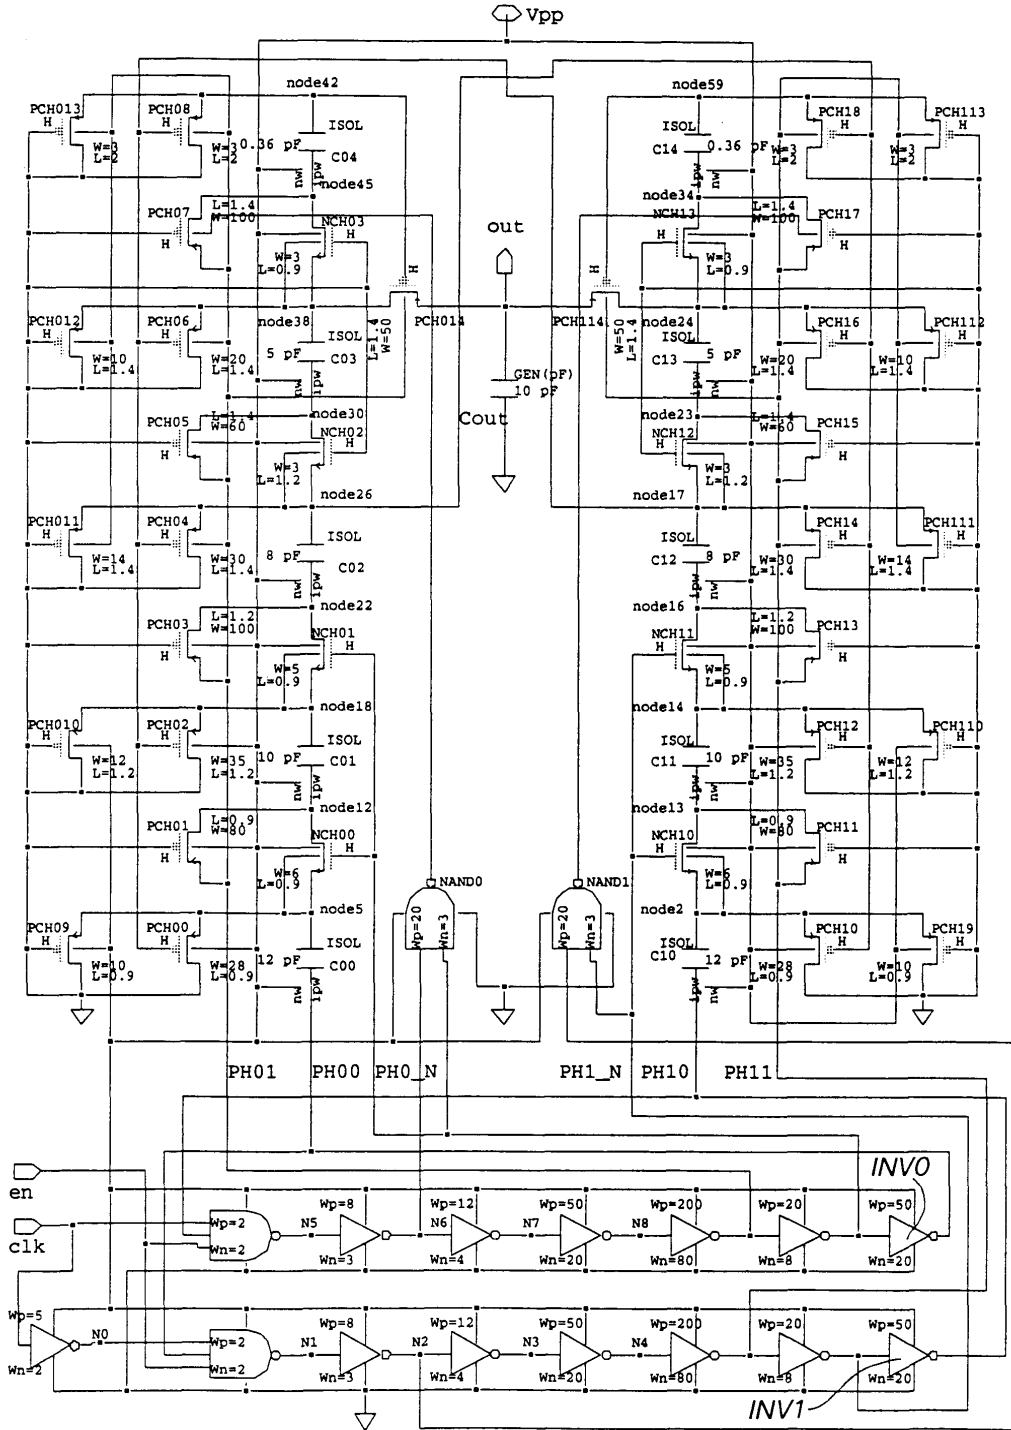 Vpp
node42
node59
PCH013
H
PCH08
H
W=3
L=2
W=3
L=2
0.36 pF
ISOL
C04
nw
ipw
node45
ISOL
C14
0.36 pF
ipw
nw
node34
PCH18
H
PCH113
H
W=3
L=2
W=3
L=2
PCH07
H
L=1.4
W=100
NCH03
H
W=3
L=0.9
out
NCH13
H
W=3
L=0.9
L=1.4
W=100
PCH17
H
PCH012
H
W=10
L=1.4
PCH06
H
W=20
L=1.4
node38
ISOL
5 pF
C03
nw
ipw
H
PCH014
L=1.4
W=50
H
PCH114
W=50
L=1.4
node24
ISOL
C13
5 pF
ipw
nw
PCH16
H
W=20
L=1.4
PCH112
H
W=10
L=1.4
GEN(pF)
10 pF
Cout
PCH05
H
L=1.4
W=60
node30
NCH02
H
W=3
L=1.2
node23
NCH12
H
W=3
L=1.2
L=1.4
W=60
PCH15
H
node26
node17
PCH011
H
W=14
L=1.4
PCH04
H
W=30
L=1.4
ISOL
8 pF
C02
nw
ipw
ISOL
C12
8 pF
ipw
nw
PCH14
H
W=30
L=1.4
PCH111
H
W=14
L=1.4
PCH03
H
L=1.2
W=100
node22
NCH01
H
W=5
L=0.9
node16
NCH11
H
W=5
L=0.9
L=1.2
W=100
PCH13
H
PCH010
H
W=12
L=1.2
PCH02
H
W=35
L=1.2
node18
ISOL
10 pF
C01
nw
ipw
node14
ISOL
C11
10 pF
ipw
nw
PCH12
H
W=35
L=1.2
PCH110
H
W=12
L=1.2
PCH01
H
L=0.9
W=80
node12
NCH00
H
W=6
L=0.9
node13
NCH10
H
W=6
L=0.9
L=0.9
W=80
PCH11
H
PCH09
H
W=10
L=0.9
PCH00
H
W=28
L=0.9
node5
ISOL
12 pF
C00
nw
ipw
NAND0
Wp=20
Wn=3
NAND1
Wp=20
Wn=3
node2
ISOL
C10
12 pF
ipw
nw
PCH10
H
W=28
L=0.9
PCH19
H
W=10
L=0.9
PH01 PH00 PH0_N PH1_N PH10 PH11
en
clk
INV0
Wp=2
Wn=2
N5
Wp=8
Wn=3
N6
Wp=12
Wn=4
N7
Wp=50
Wn=20
N8
Wp=200
Wn=80
Wp=20
Wn=8
Wp=50
Wn=20
Wp=5
Wn=2
N0
Wp=2
Wn=2
N1
Wp=8
Wn=3
N2
Wp=12
Wn=4
N3
Wp=50
Wn=20
N4
Wp=200
Wn=80
Wp=20
Wn=8
Wp=50
Wn=20
INV1